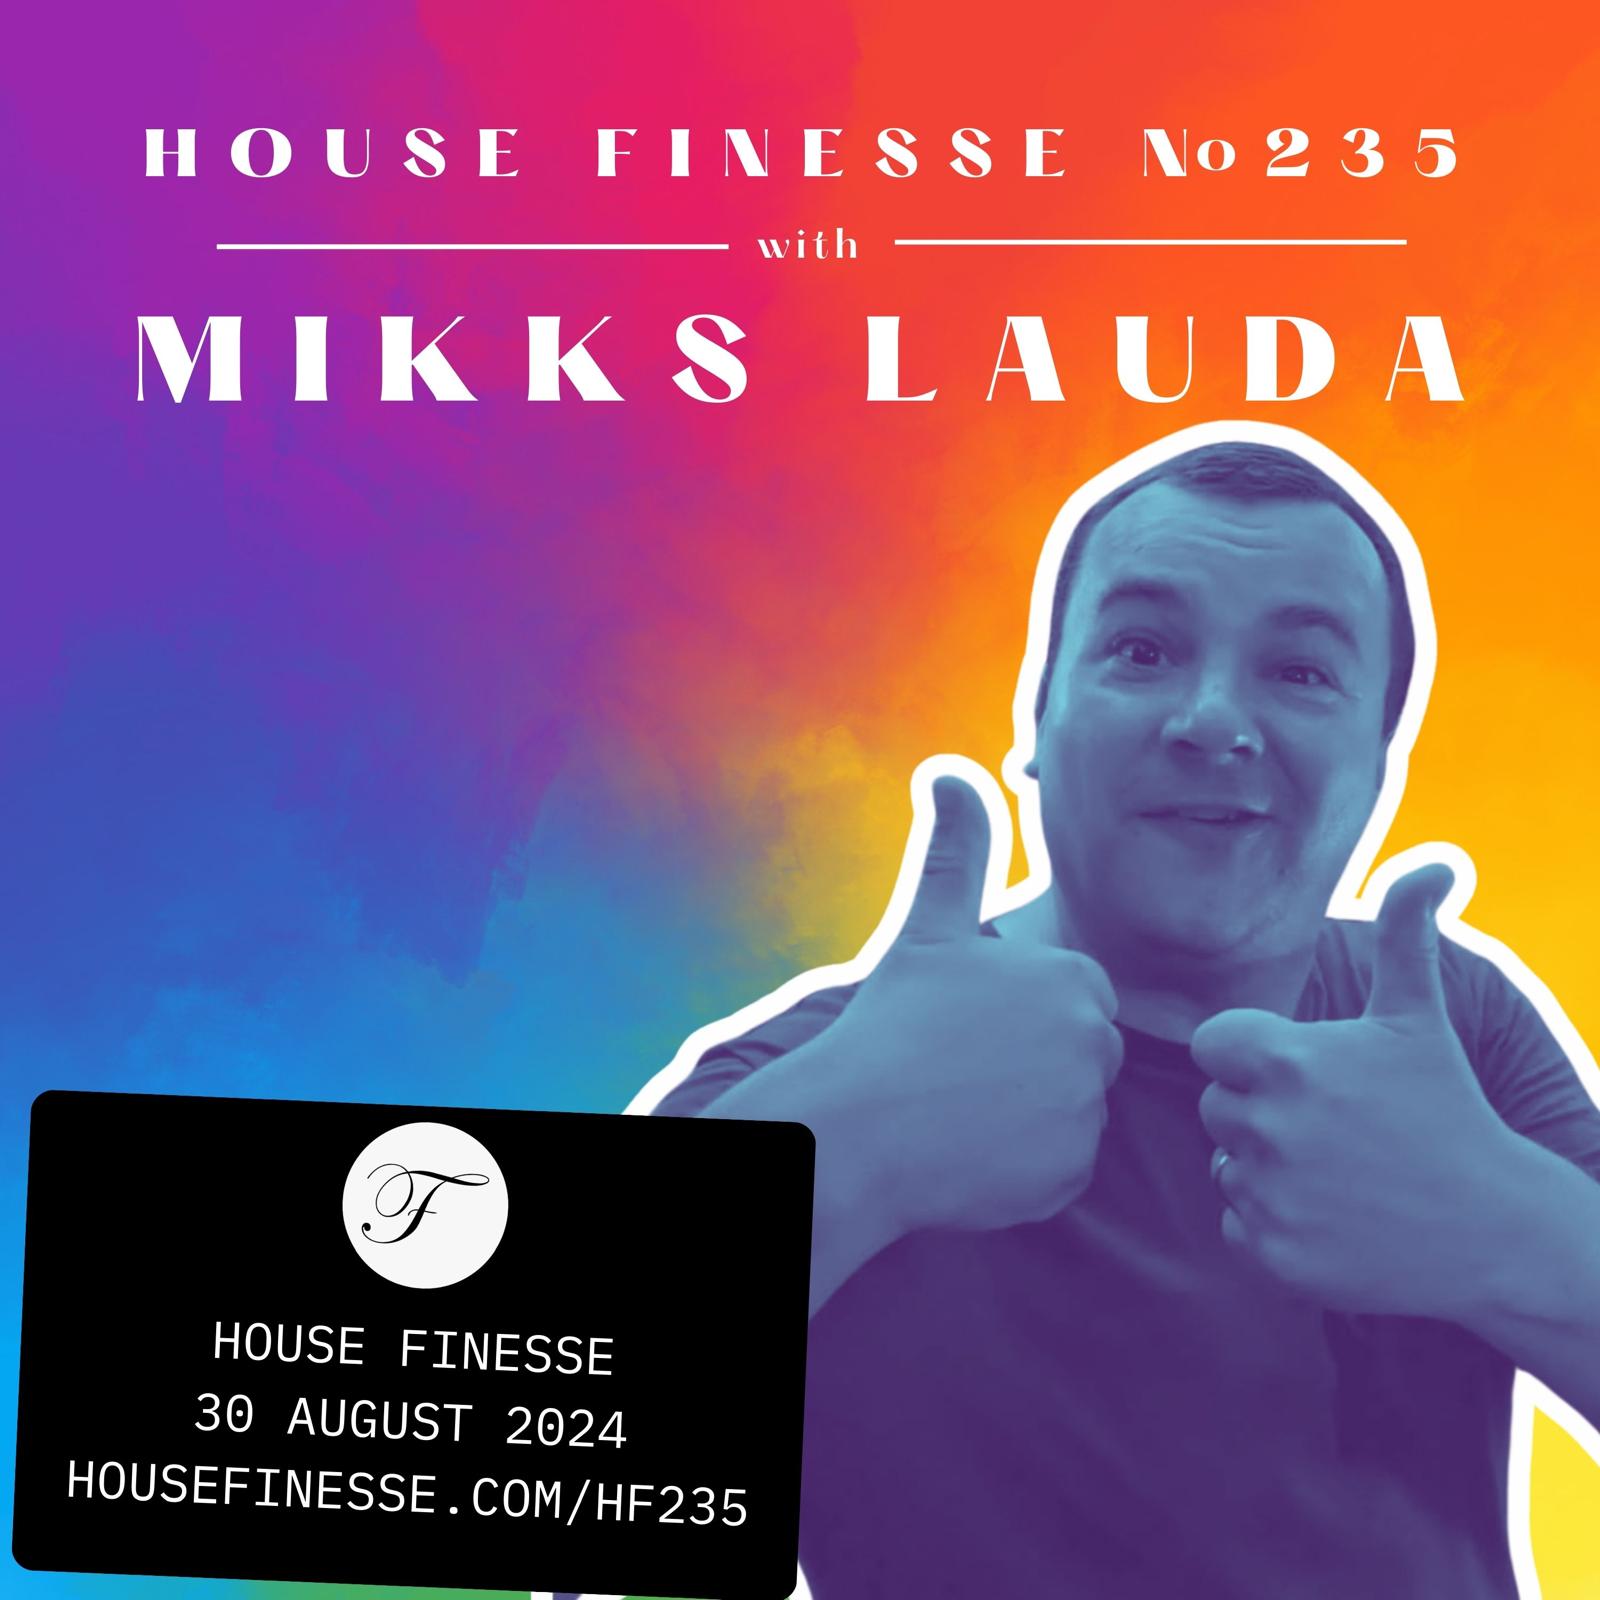 HOUSE FINESSE No235
with
MIKKS LAUDA
F
HOUSE FINESSE
30 AUGUST 2024
HOUSEFINESSE.COM/HF235